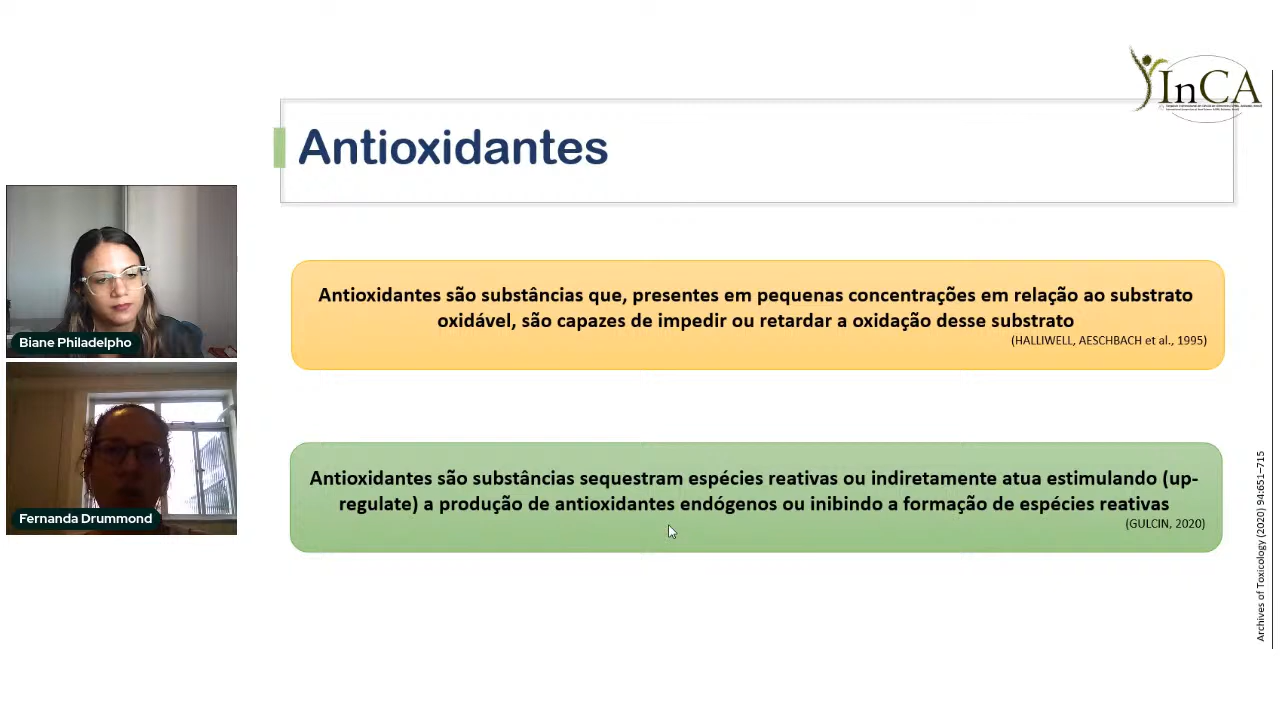 InCA
Antioxidantes
Antioxidantes são substâncias que, presentes em pequenas concentrações em relação ao substrato
oxidável, são capazes de impedir ou retardar a oxidação desse substrato
(HALLIWELL, AESCHBACH et al., 1995)
Antioxidantes são substâncias sequestram espécies reativas ou indiretamente atua estimulando (up-
regulate) a produção de antioxidantes endógenos ou inibindo a formação de espécies reativas
(GULCIN, 2020)
Archives of Toxicology (2020) 94:651–715
Biane Philadelpho
Fernanda Drummond